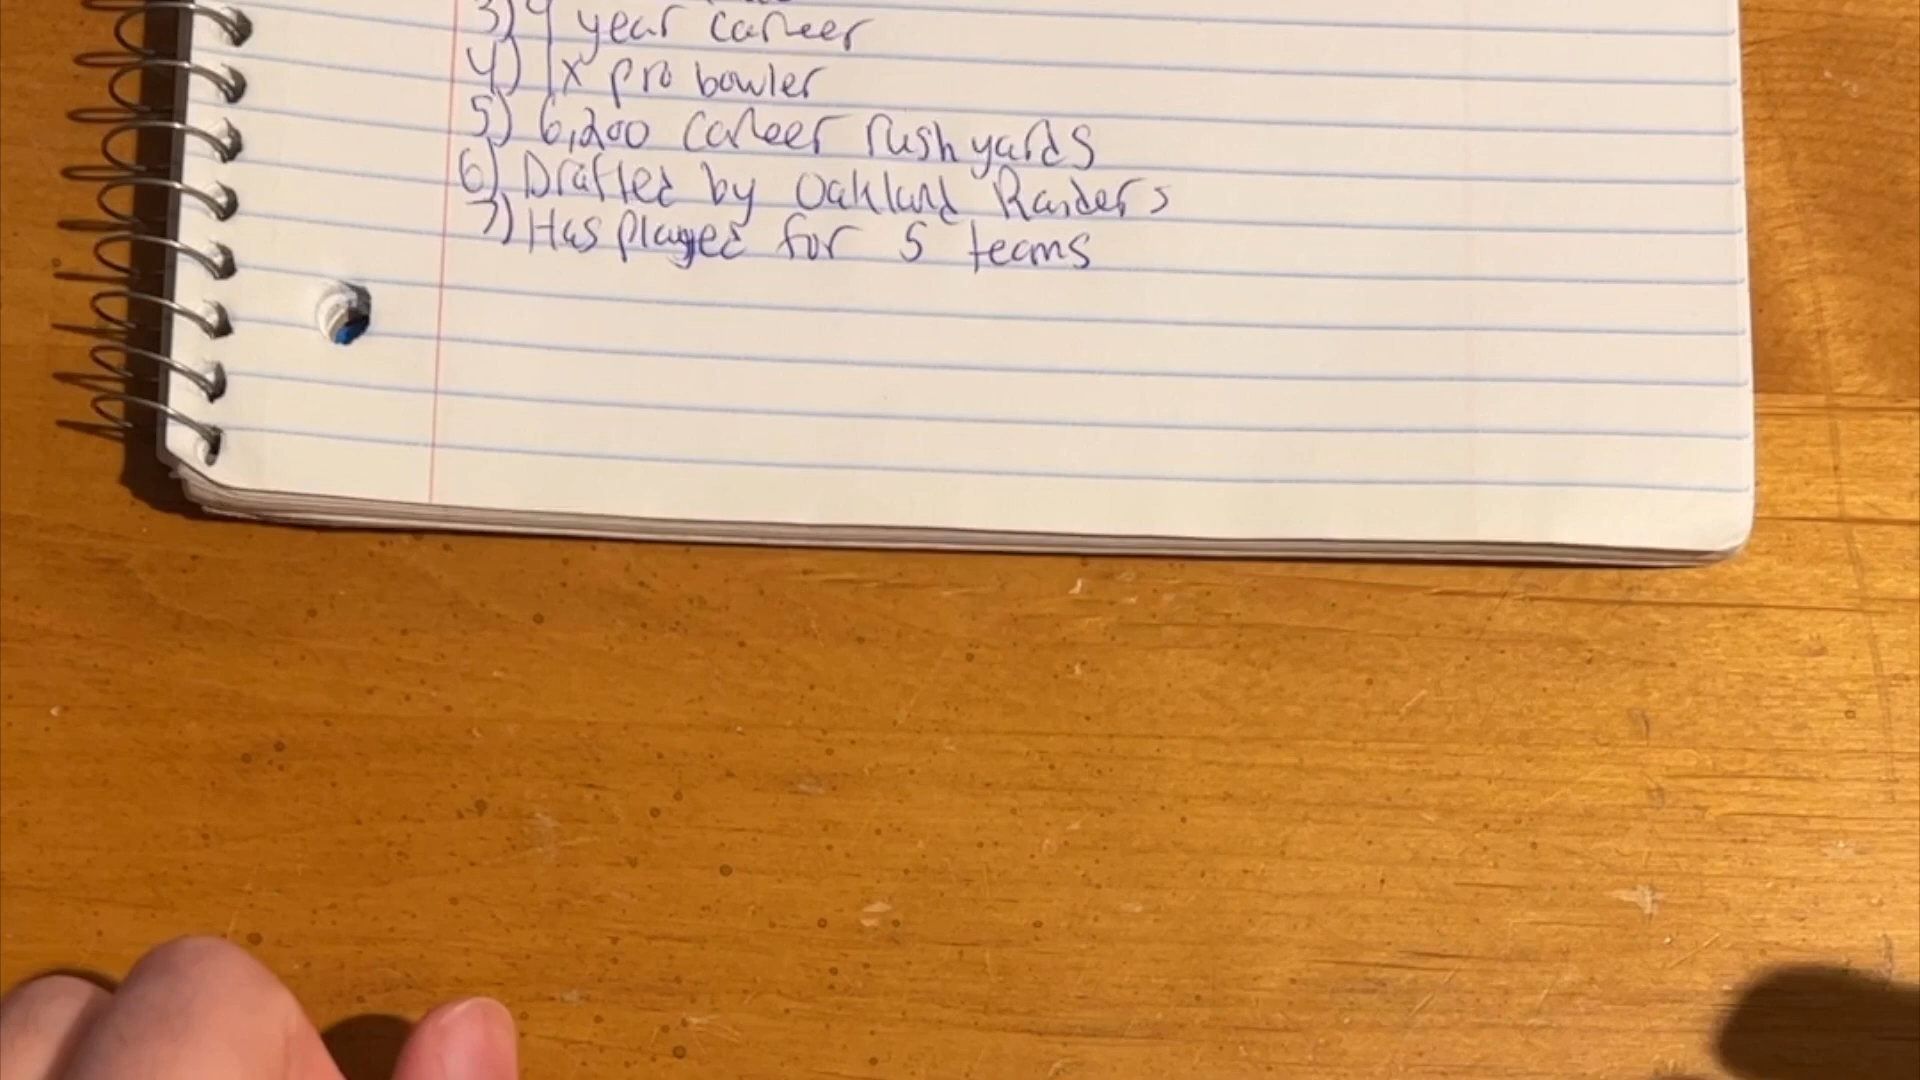 3) 9 year career
4) 1x pro bowler
5) 6,200 career rush yards
6) Drafted by Oakland Raiders
7) Has played for 5 teams